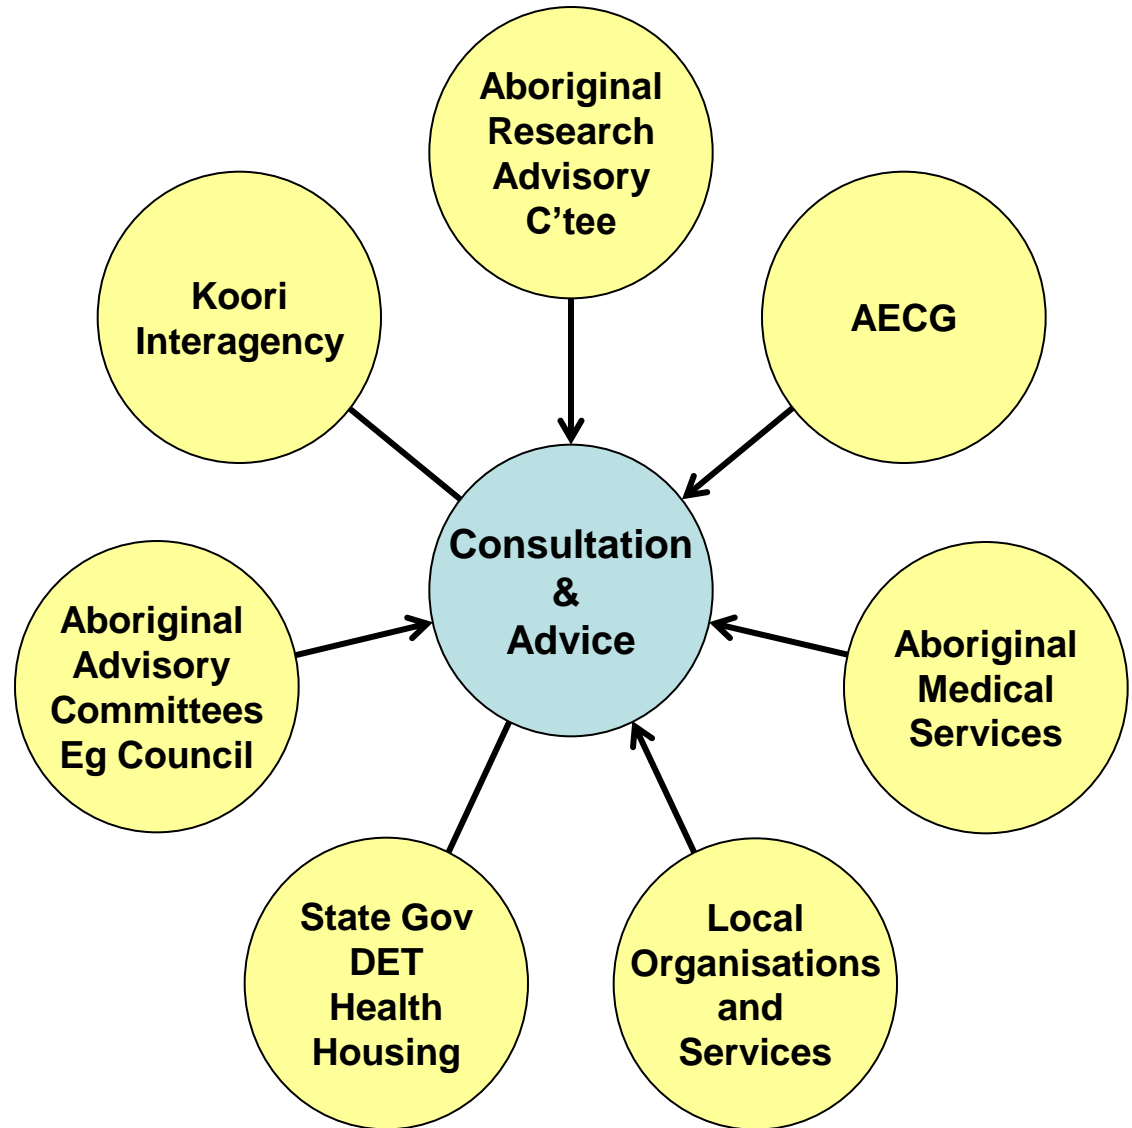 Aboriginal
Research
Advisory
C'tee
Koori
Interagency
AECG
Consultation
&
Advice
Aboriginal
Advisory
Committees
Eg Council
Aboriginal
Medical
Services
State Gov
DET
Health
Housing
Local
Organisations
and
Services